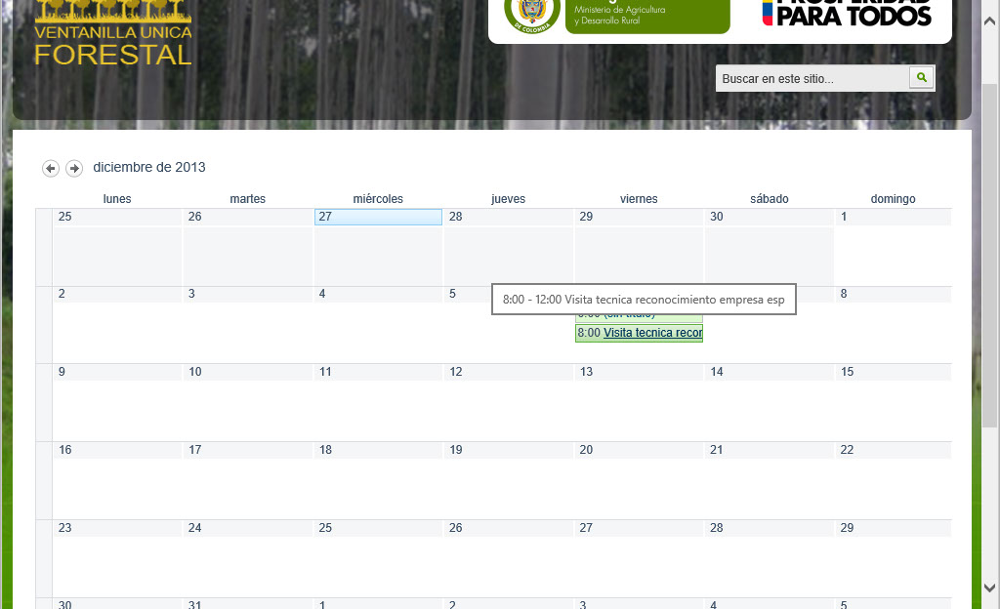 VENTANILLA UNICA
FORESTAL
DE COLOMBIA
Ministerio de Agricultura
y Desarrollo Rural
PROSPERIDAD
PARA TODOS
Buscar en este sitio...
diciembre de 2013
lunes martes miércoles jueves viernes sábado domingo
25 26 27 28 29 30 1
2 3 4 5 8
8:00 - 12:00 Visita tecnica reconocimiento empresa esp
(sin título)
8:00 Visita tecnica recor
9 10 11 12 13 14 15
16 17 18 19 20 21 22
23 24 25 26 27 28 29
30 31 1 2 3 4 5